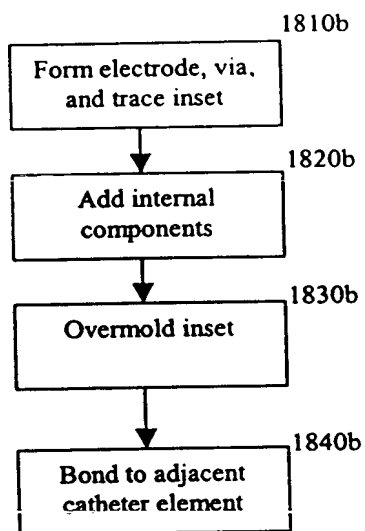 1810b
Form electrode, via,
and trace inset
1820b
Add internal
components
1830b
Overmold inset
1840b
Bond to adjacent
catheter element